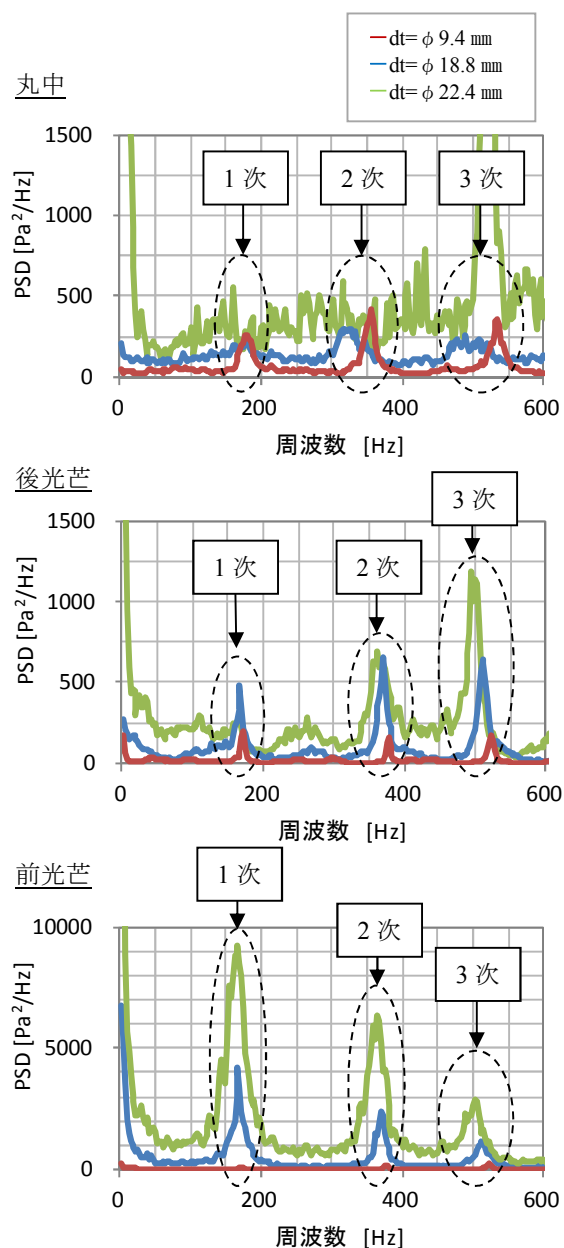 dt= φ 9.4 ㎜
dt= φ 18.8 ㎜
dt= φ 22.4 ㎜
丸中
1500
1000
500
0
PSD [Pa²/Hz]
1 次
2 次
3 次
0 200 400 600
周波数 [Hz]
後光芒
1500
1000
500
0
PSD [Pa²/Hz]
1 次
2 次
3 次
0 200 400 600
周波数 [Hz]
前光芒
10000
5000
0
PSD [Pa²/Hz]
1 次
2 次
3 次
0 200 400 600
周波数 [Hz]